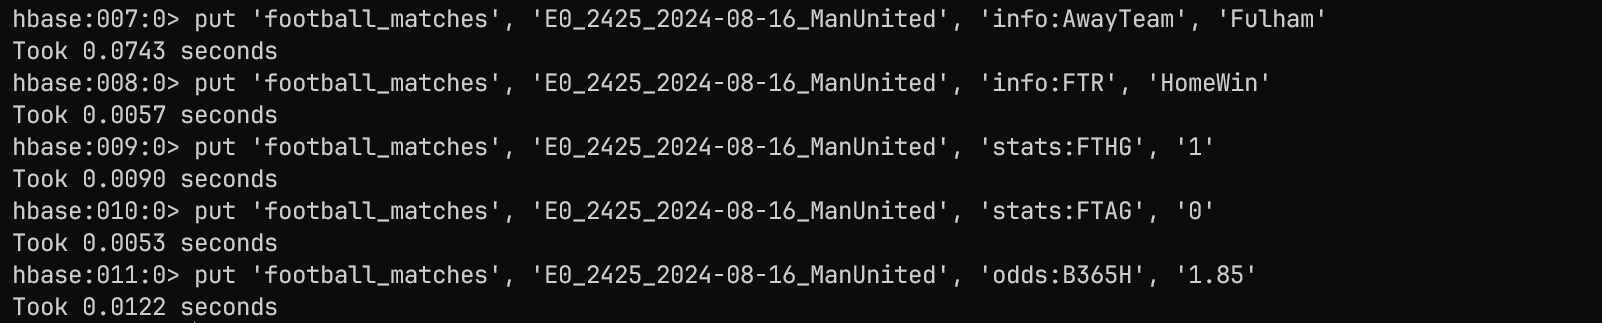 hbase:007:0> put 'football_matches', 'E0_2425_2024-08-16_ManUnited', 'info:AwayTeam', 'Fulham'
Took 0.0743 seconds
hbase:008:0> put 'football_matches', 'E0_2425_2024-08-16_ManUnited', 'info:FTR', 'HomeWin'
Took 0.0057 seconds
hbase:009:0> put 'football_matches', 'E0_2425_2024-08-16_ManUnited', 'stats:FTHG', '1'
Took 0.0090 seconds
hbase:010:0> put 'football_matches', 'E0_2425_2024-08-16_ManUnited', 'stats:FTAG', '0'
Took 0.0053 seconds
hbase:011:0> put 'football_matches', 'E0_2425_2024-08-16_ManUnited', 'odds:B365H', '1.85'
Took 0.0122 seconds